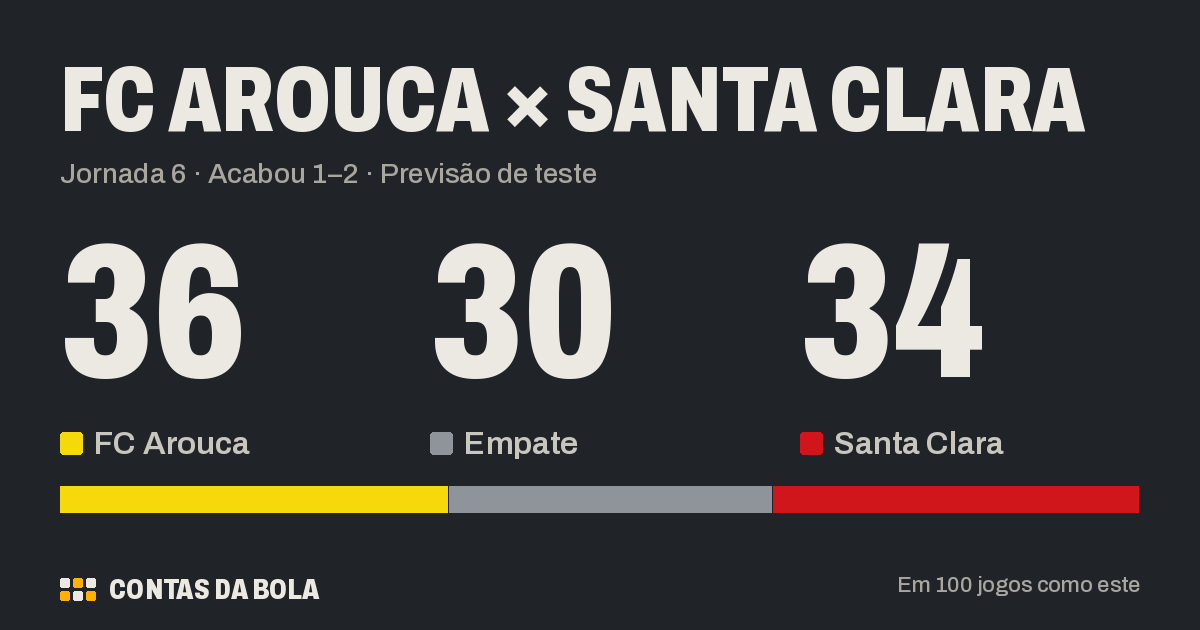 FC AROUCA × SANTA CLARA
Jornada 6 · Acabou 1–2 · Previsão de teste
36 30 34
FC Arouca Empate Santa Clara
CONTAS DA BOLA Em 100 jogos como este